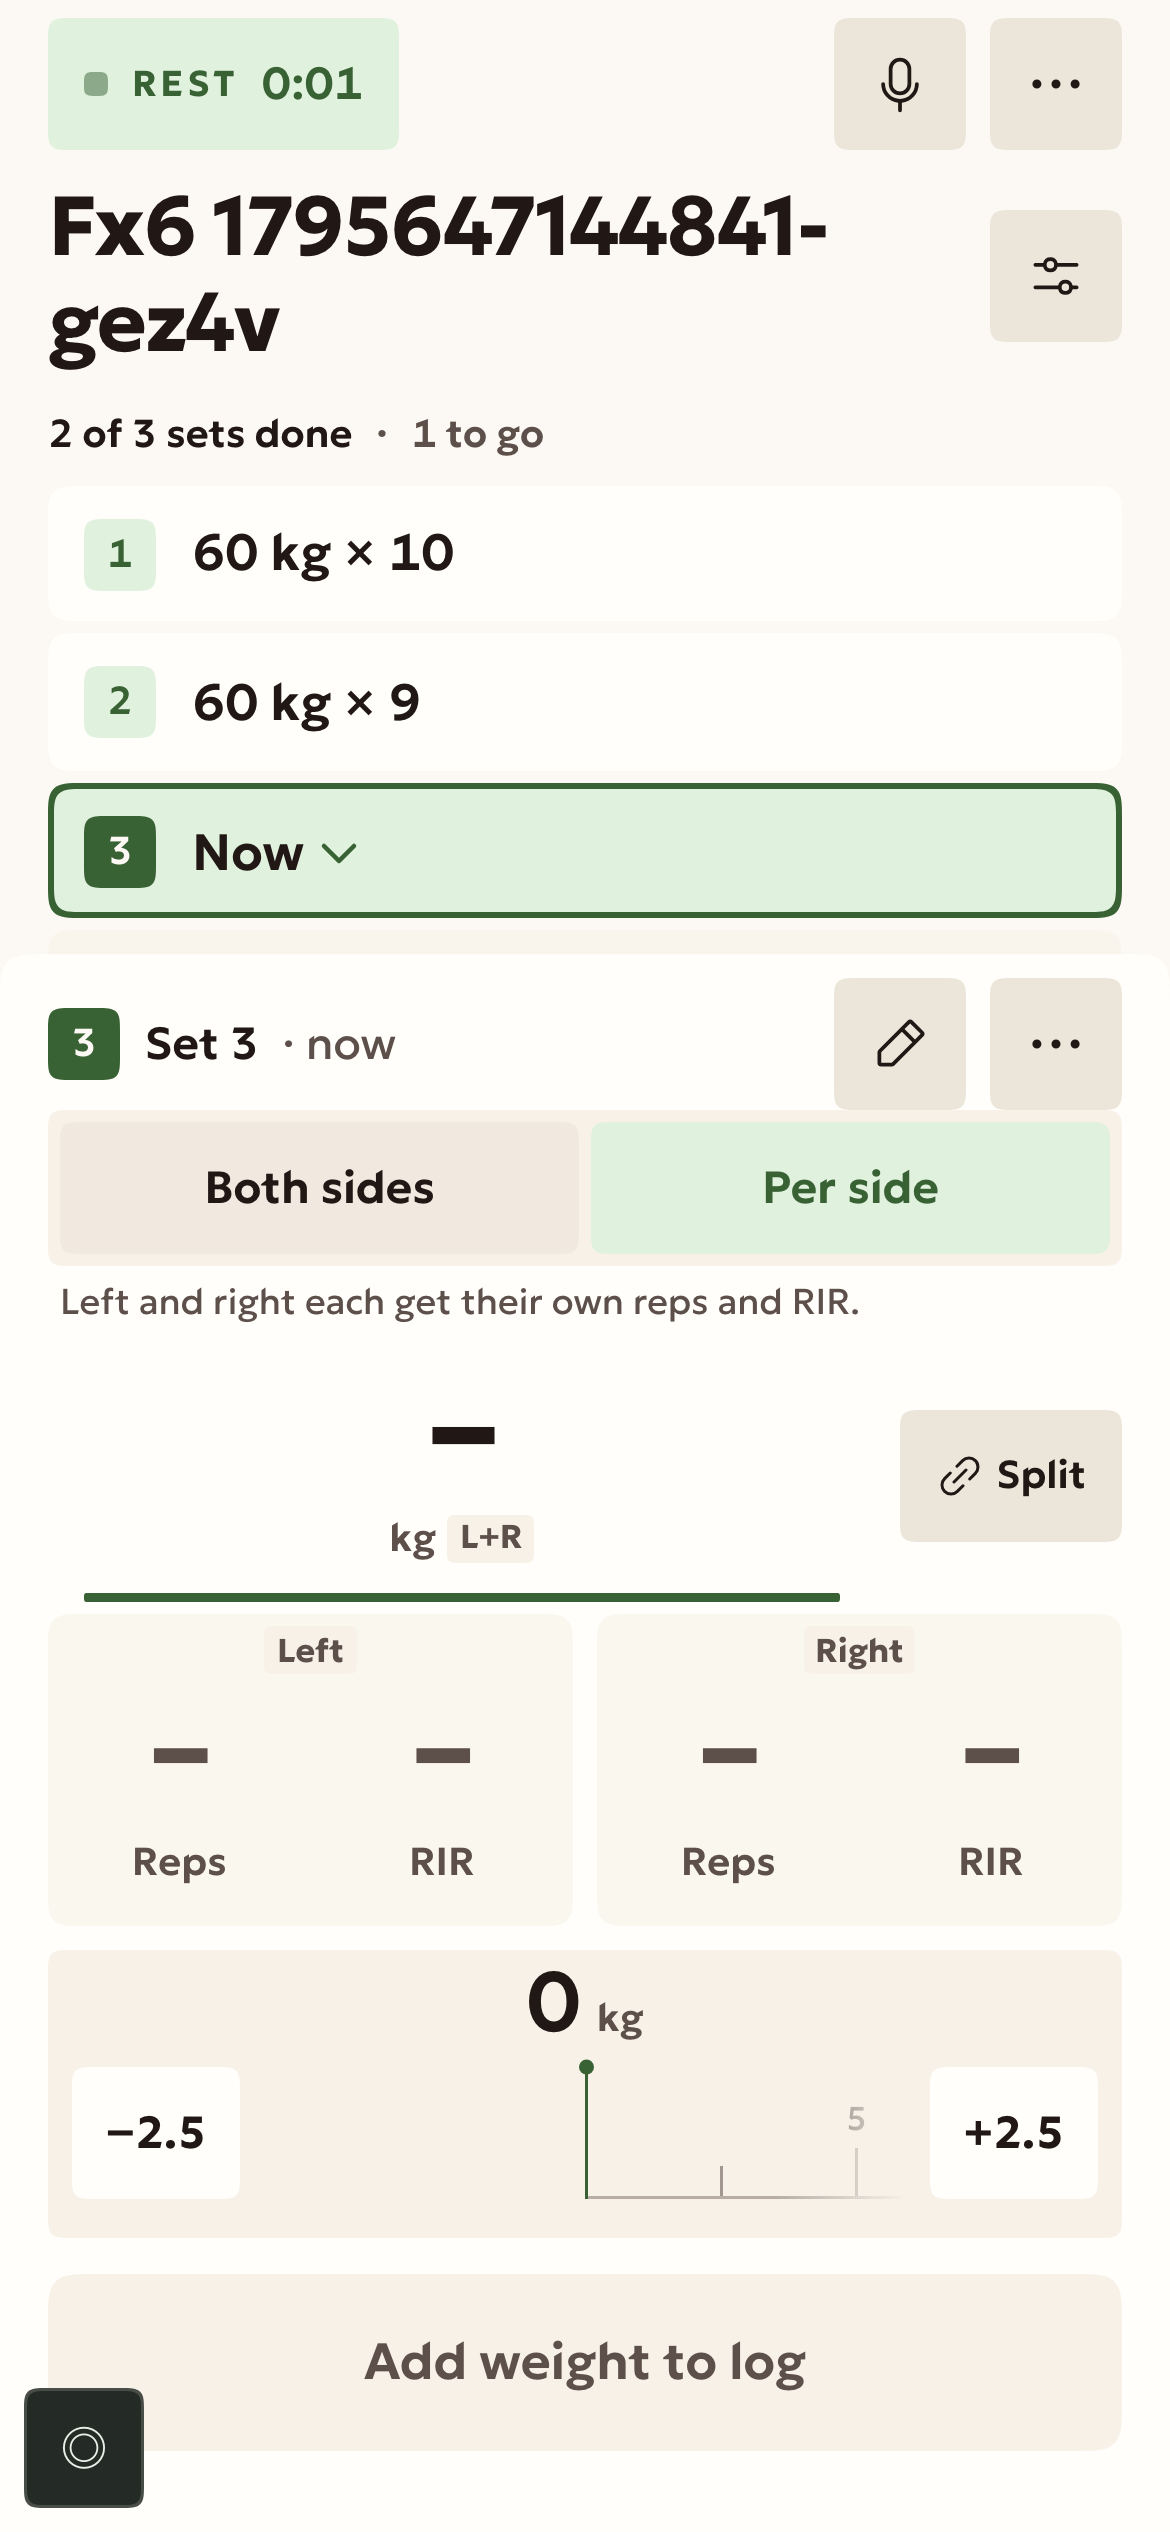 REST 0:01
Fx6 1795647144841-
gez4v
2 of 3 sets done · 1 to go
1 60 kg × 10
2 60 kg × 9
3 Now
3 Set 3 · now
Both sides Per side
Left and right each get their own reps and RIR.
–
Split
kg L+R
Left Right
– – – –
Reps RIR Reps RIR
0 kg
−2.5 5 +2.5
Add weight to log